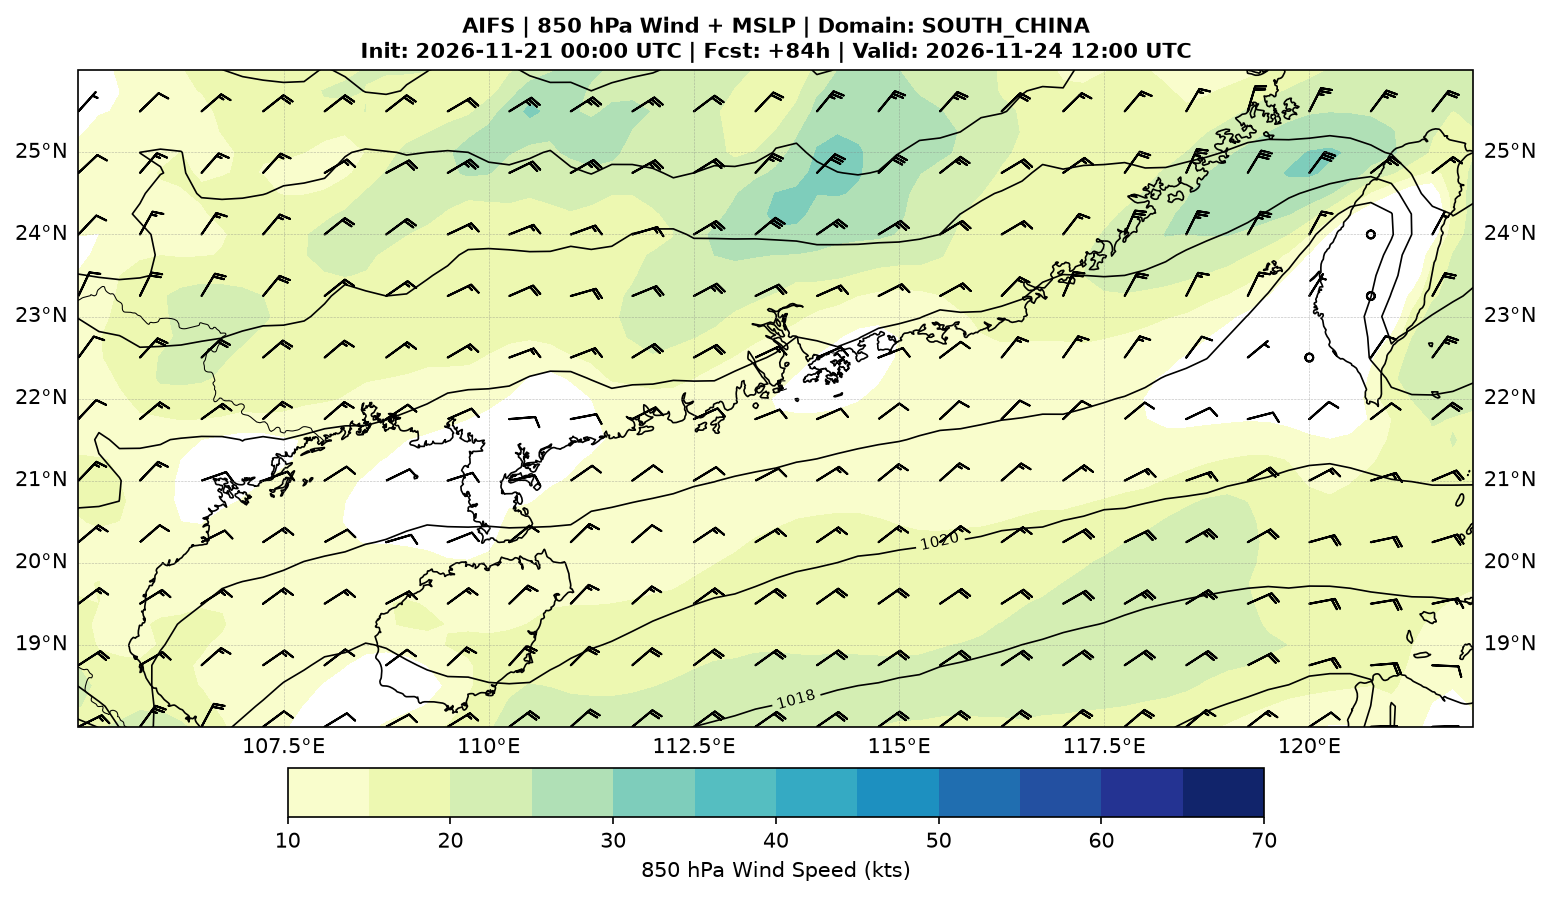 AIFS | 850 hPa Wind + MSLP | Domain: SOUTH_CHINA
Init: 2026-11-21 00:00 UTC | Fcst: +84h | Valid: 2026-11-24 12:00 UTC
25°N 25°N
24°N 24°N
23°N 23°N
22°N 22°N
21°N 21°N
1020
20°N 20°N
19°N 19°N
1018
107.5°E 110°E 112.5°E 115°E 117.5°E 120°E
10 20 30 40 50 60 70
850 hPa Wind Speed (kts)